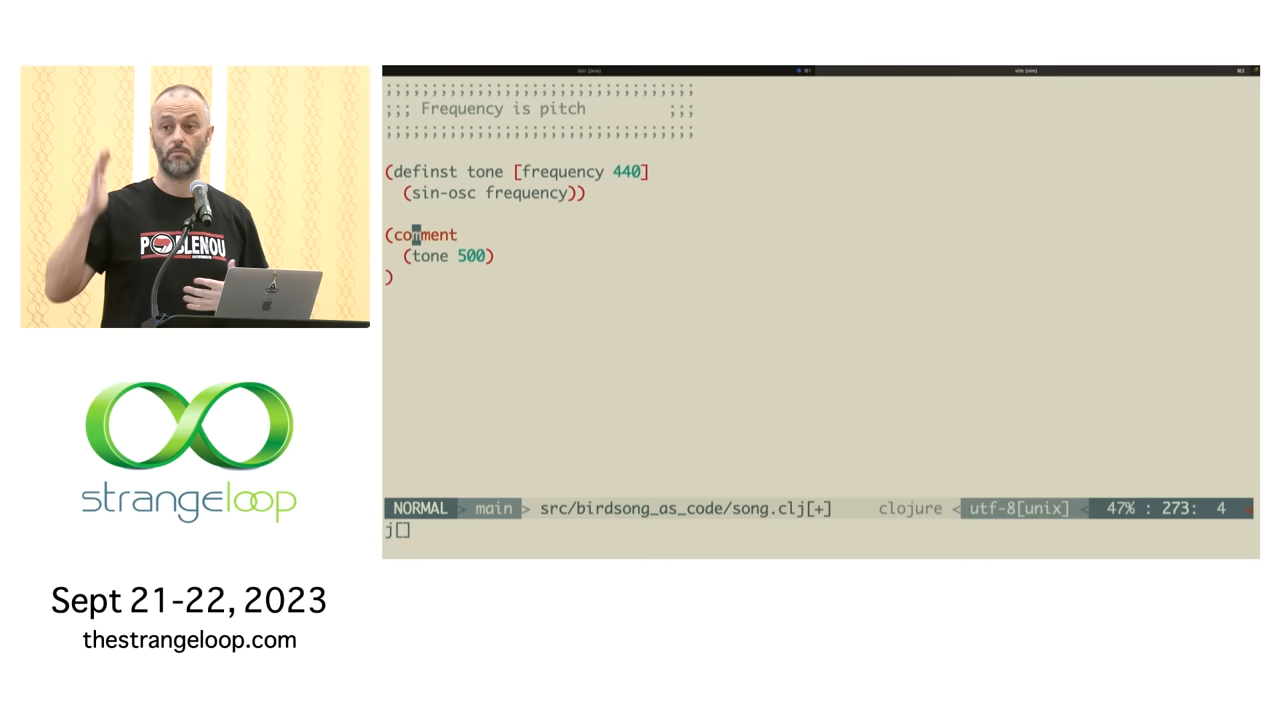 ;;;;;;;;;;;;;;;;;;;;;;;;;;;;;;;;;;
;;; Frequency is pitch         ;;;
;;;;;;;;;;;;;;;;;;;;;;;;;;;;;;;;;;
(definst tone [frequency 440]
  (sin-osc frequency))
(comment
  (tone 500)
)
NORMAL > main > src/birdsong_as_code/song.clj[+] clojure < utf-8[unix] < 47% : 273: 4
j
POBLENOU
strangeloop
Sept 21-22, 2023
thestrangeloop.com